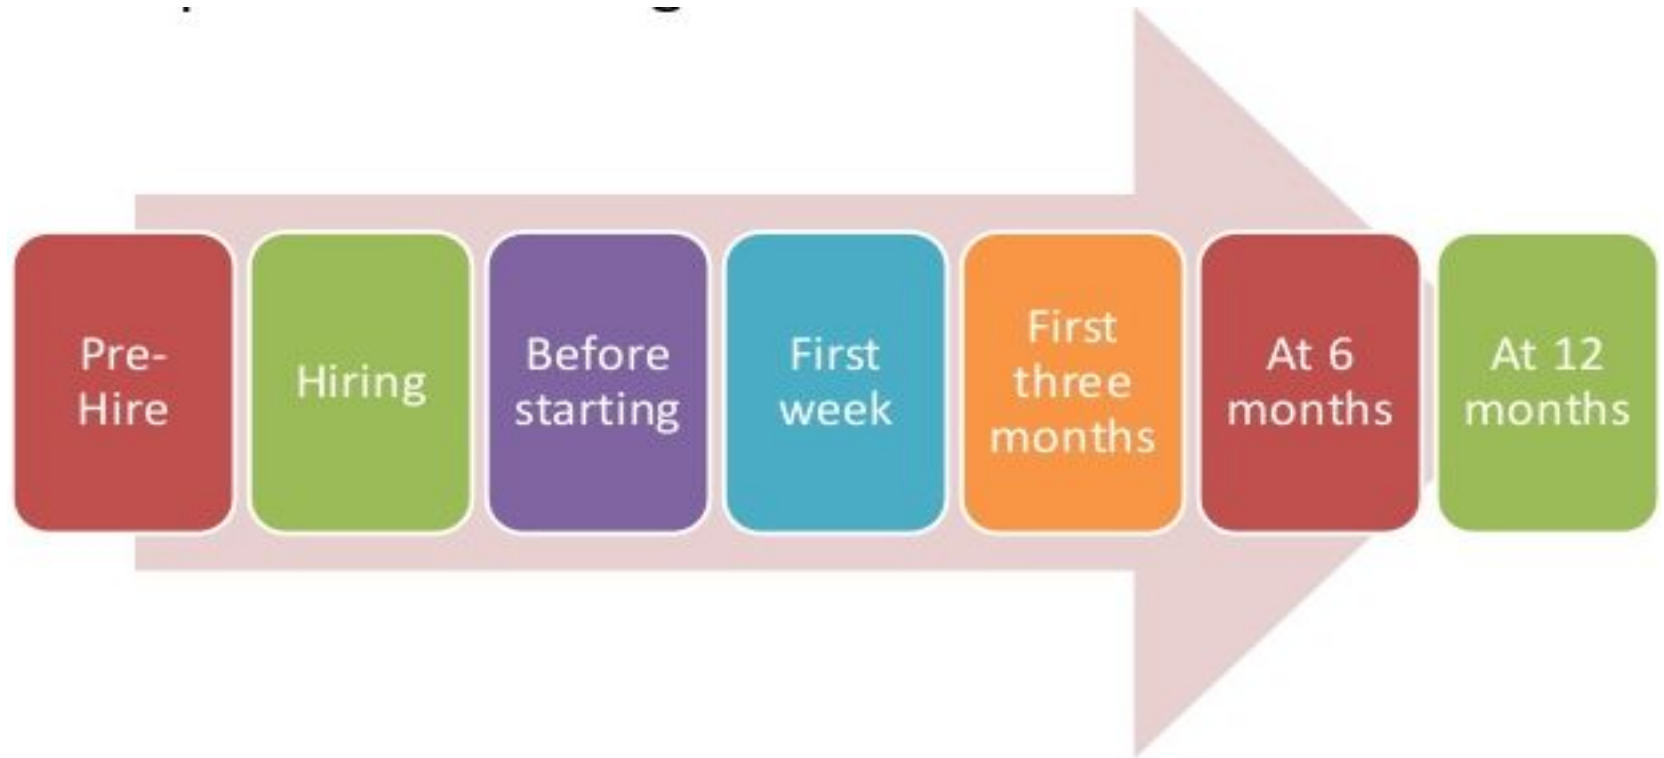 Pre-
Hire
Hiring
Before
starting
First
week
First
three
months
At 6
months
At 12
months